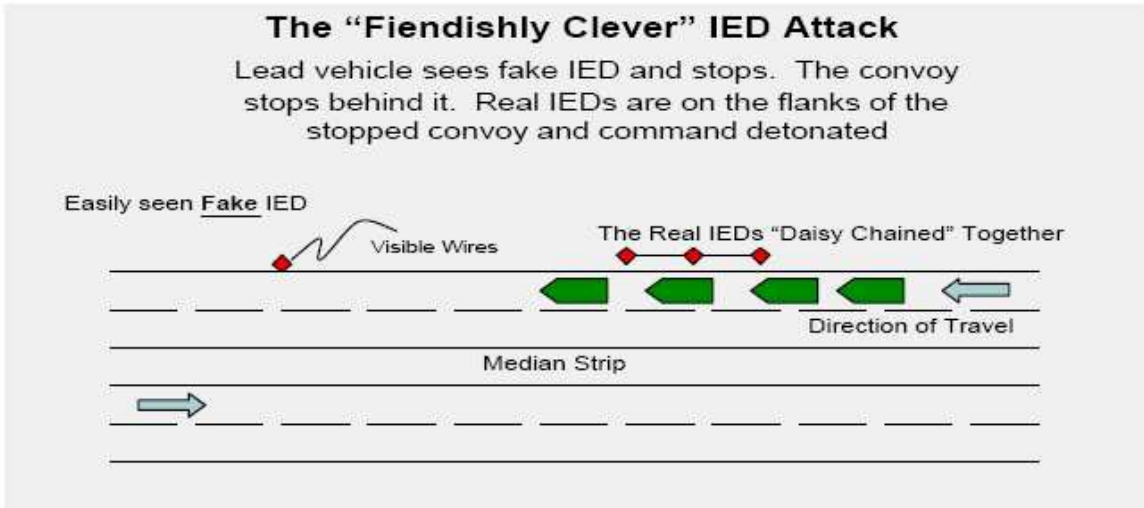 The “Fiendishly Clever” IED Attack
Lead vehicle sees fake IED and stops. The convoy
stops behind it. Real IEDs are on the flanks of the
stopped convoy and command detonated
Easily seen Fake IED
Visible Wires
The Real IEDs “Daisy Chained” Together
Direction of Travel
Median Strip